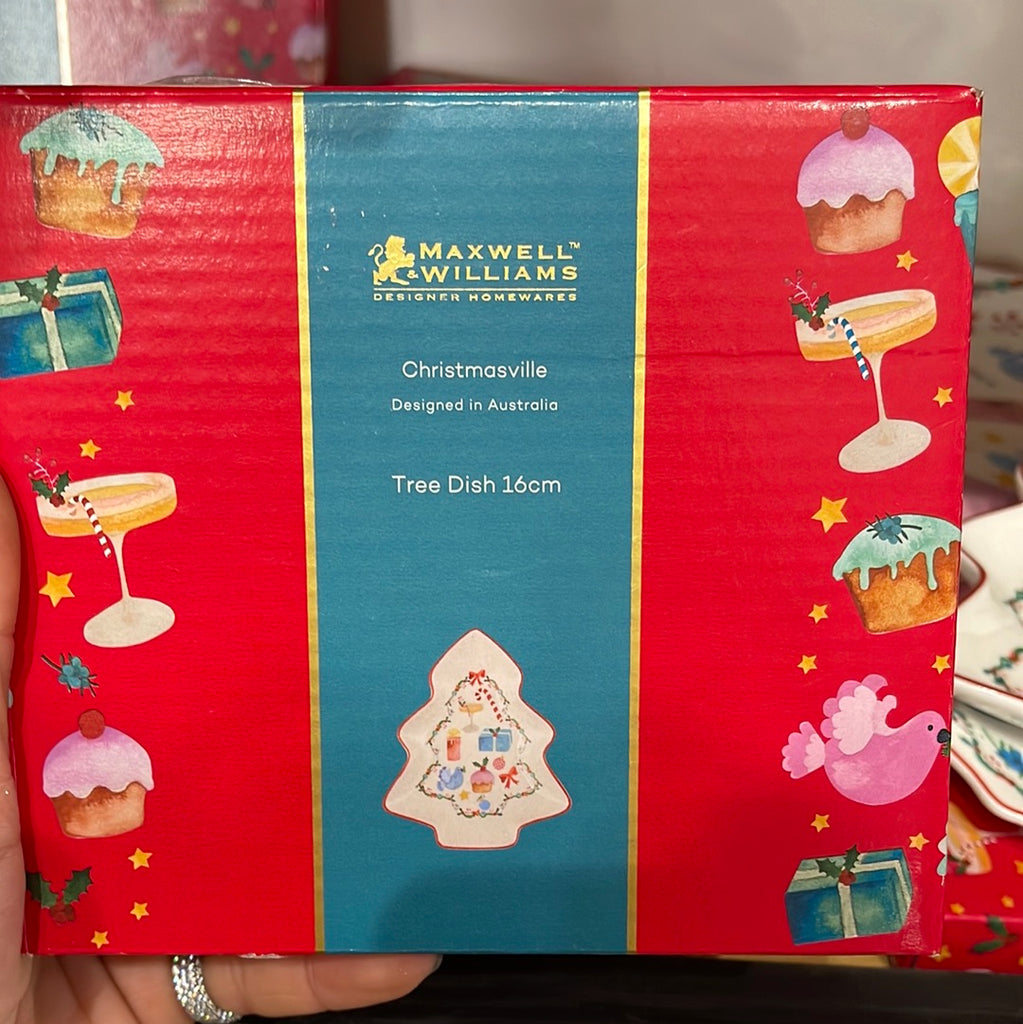 MAXWELL™
& WILLIAMS
DESIGNER HOMEWARES
Christmasville
Designed in Australia
Tree Dish 16cm